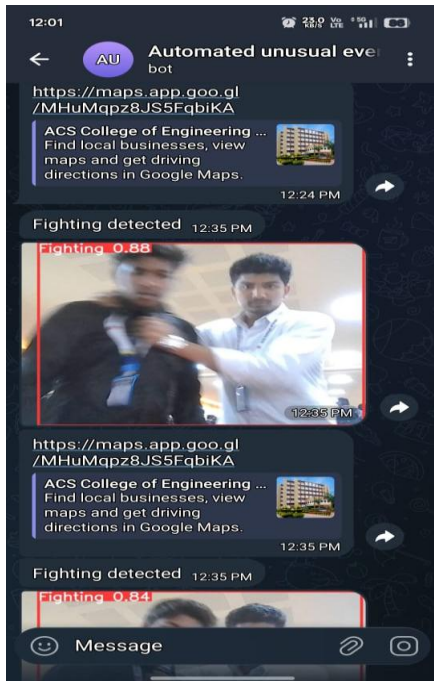 12:01
23.0 KB/S
Vo LTE
5G
AU
Automated unusual eve
bot
https://maps.app.goo.gl
/MHuMqpz8JS5FqbiKA
ACS College of Engineering ...
Find local businesses, view
maps and get driving
directions in Google Maps.
12:24 PM
Fighting detected 12:35 PM
Fighting 0.88
12:35 PM
https://maps.app.goo.gl
/MHuMqpz8JS5FqbiKA
ACS College of Engineering ...
Find local businesses, view
maps and get driving
directions in Google Maps.
12:35 PM
Fighting detected 12:35 PM
Fighting 0.84
Message